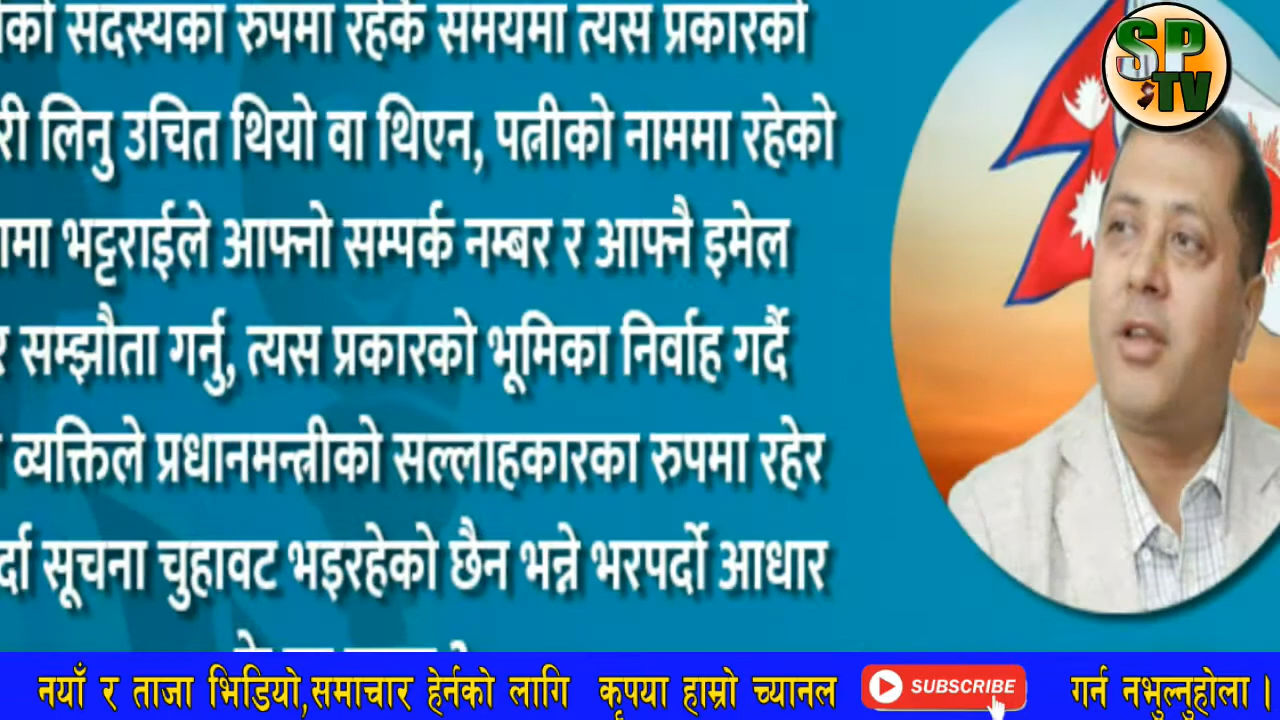 को सदस्यका रुपमा रहेकै समयमा त्यस प्रकारको
री लिनु उचित थियो वा थिएन, पत्नीको नाममा रहेको
मा भट्टराईले आफ्नो सम्पर्क नम्बर र आफ्नै इमेल
सम्झौता गर्नु, त्यस प्रकारको भूमिका निर्वाह गर्दै
व्यक्तिले प्रधानमन्त्रीको सल्लाहकारका रुपमा रहेर
र्दा सूचना चुहावट भइरहेको छैन भन्ने भरपर्दो आधार
SP
TV
नयाँ र ताजा भिडियो,समाचार हेर्नको लागि कृपया हाम्रो च्यानल SUBSCRIBE गर्न नभुल्नुहोला ।